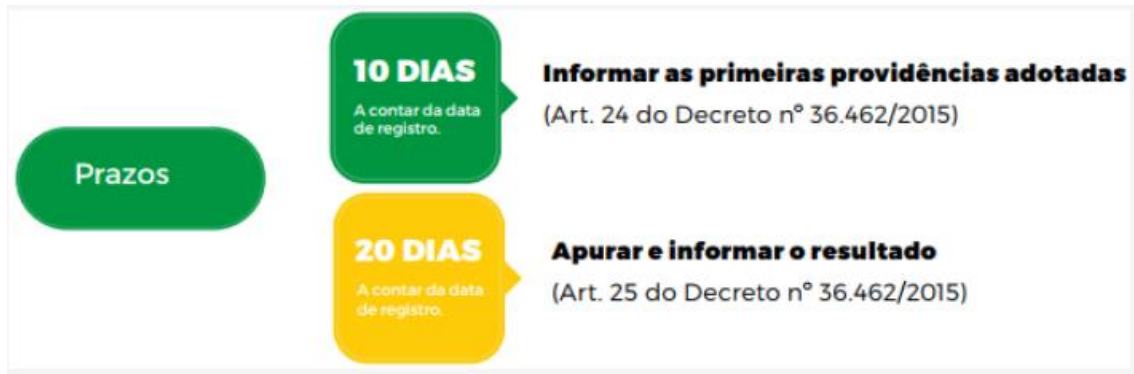 Prazos
10 DIAS
A contar da data
de registro.
Informar as primeiras providências adotadas
(Art. 24 do Decreto nº 36.462/2015)
20 DIAS
A contar da data
de registro.
Apurar e informar o resultado
(Art. 25 do Decreto nº 36.462/2015)